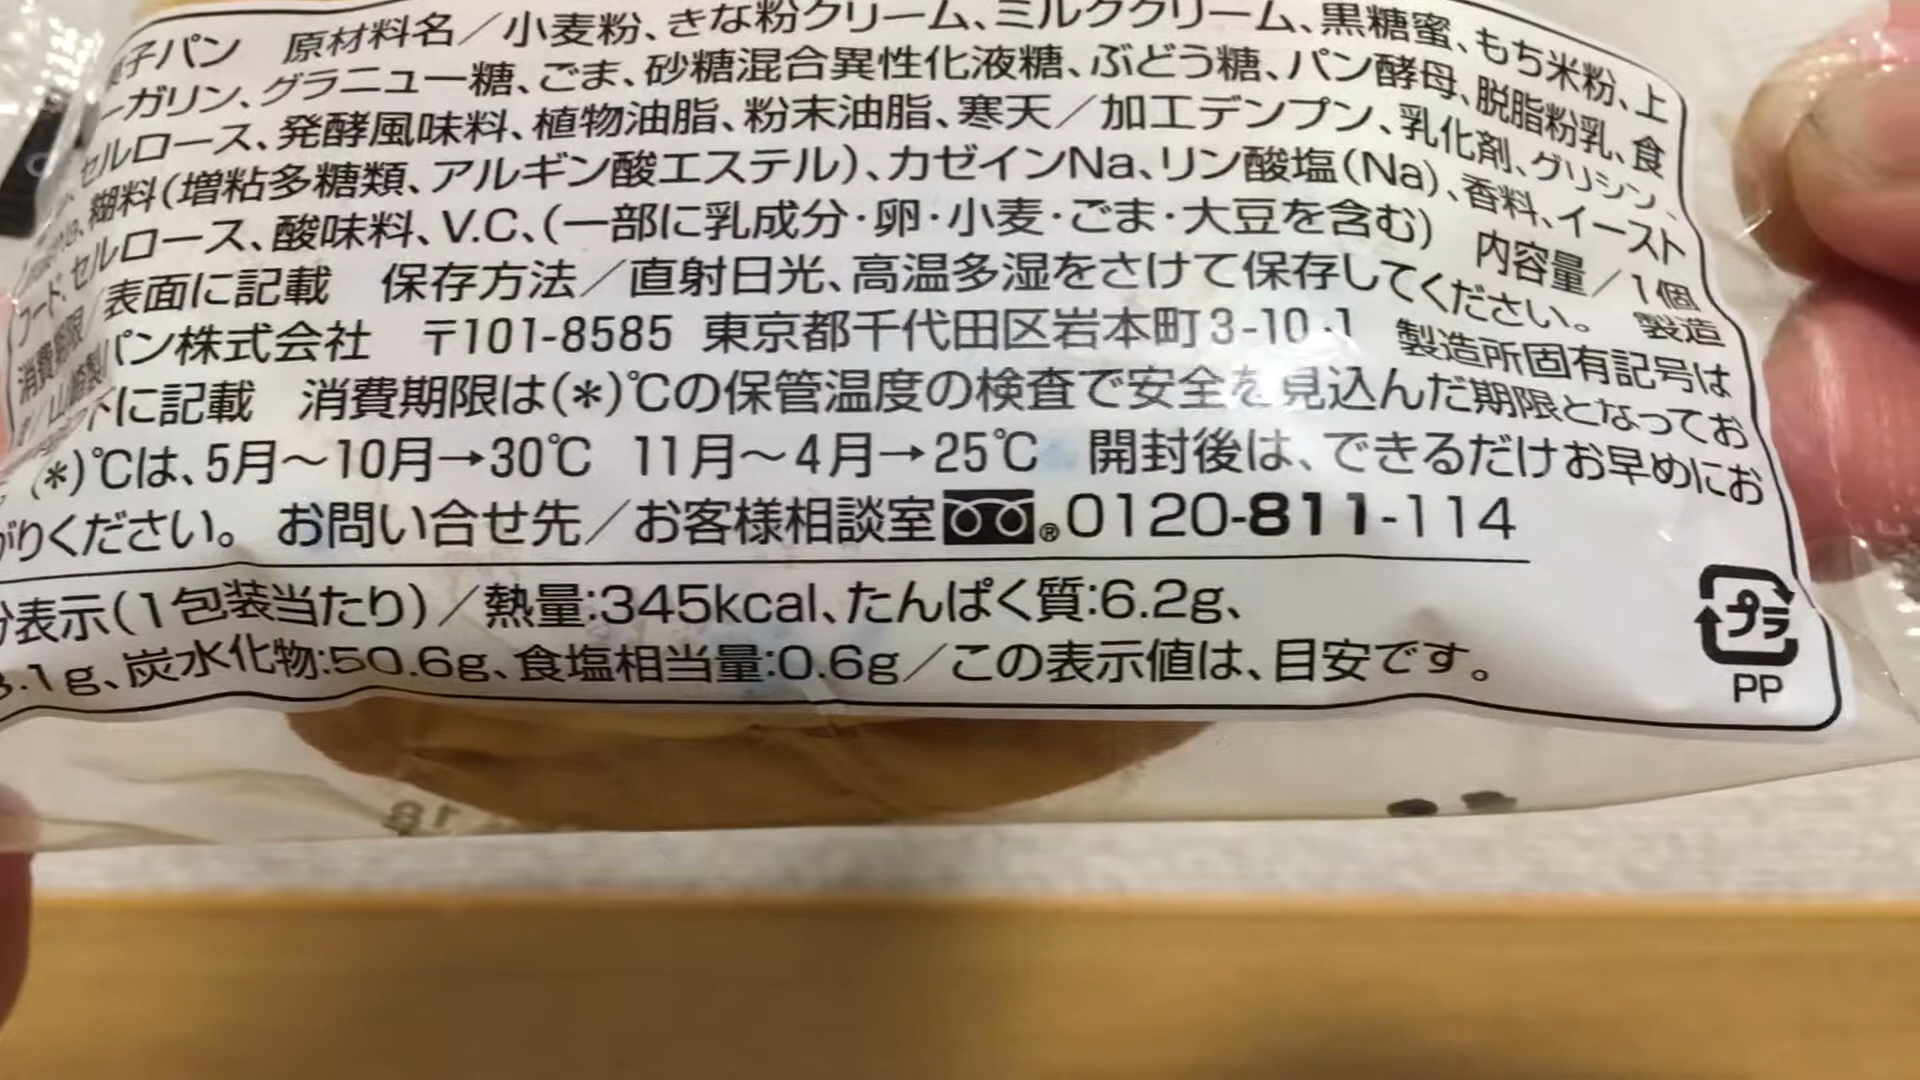 子パン 原材料名／小麦粉、きな粉クリーム、ミルククリーム、黒糖蜜、もち米粉、上
ーガリン、グラニュー糖、ごま、砂糖混合異性化液糖、ぶどう糖、パン酵母、脱脂粉乳、食
セルロース、発酵風味料、植物油脂、粉末油脂、寒天／加工デンプン、乳化剤、グリシン、
糊料(増粘多糖類、アルギン酸エステル)、カゼインNa、リン酸塩(Na)、香料、イースト
フード、セルロース、酸味料、V.C、(一部に乳成分・卵・小麦・ごま・大豆を含む) 内容量／1個
消費期限／表面に記載 保存方法／直射日光、高温多湿をさけて保存してください。 製造
者／山崎製パン株式会社 〒101-8585 東京都千代田区岩本町3-10-1 製造所固有記号は
下に記載 消費期限は(*)℃の保管温度の検査で安全を見込んだ期限となってお
(*)℃は、5月〜10月→30℃ 11月〜4月→25℃ 開封後は、できるだけお早めにお
がりください。 お問い合せ先／お客様相談室 ®0120-811-114
分表示(1包装当たり)／熱量:345kcal、たんぱく質:6.2g、
.1g、炭水化物:50.6g、食塩相当量:0.6g／この表示値は、目安です。
プラ
PP